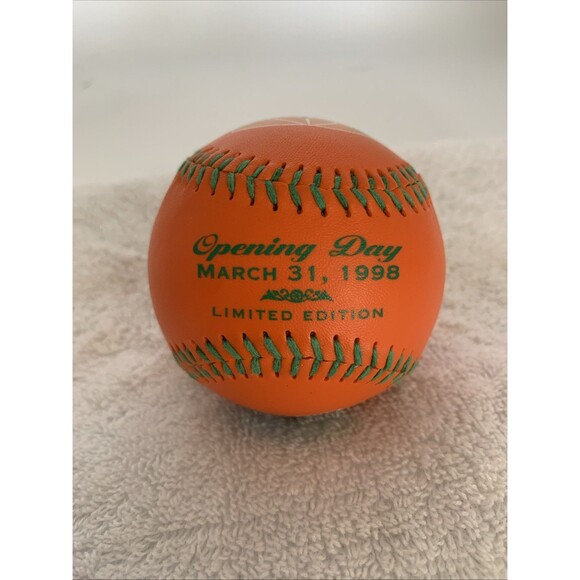 Opening Day
MARCH 31, 1998
LIMITED EDITION